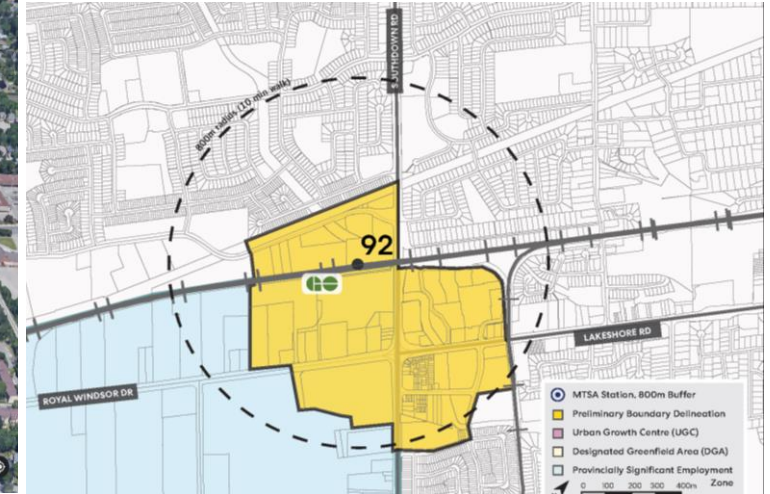 SOUTHDOWN RD
800m radius (10 min walk)
92
GO
LAKESHORE RD
ROYAL WINDSOR DR
MTSA Station, 800m Buffer
Preliminary Boundary Delineation
Urban Growth Centre (UGC)
Designated Greenfield Area (DGA)
Provincially Significant Employment
Zone
0 100 200 300 400m